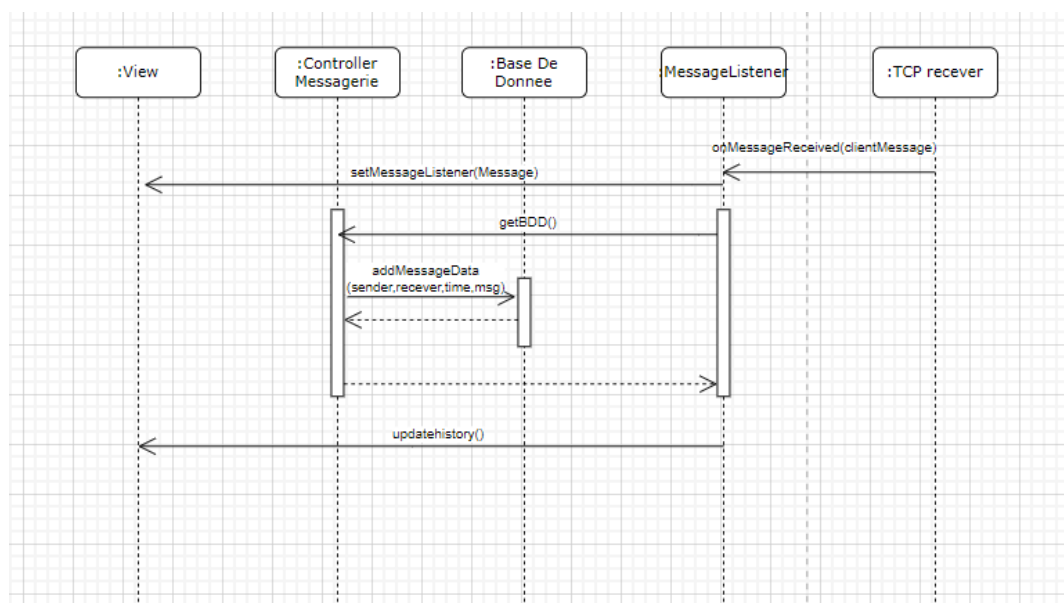 :View
:Controller
Messagerie
:Base De
Donnee
:MessageListener
:TCP recever
onMessageReceived(clientMessage)
setMessageListener(Message)
getBDD()
addMessageData
(sender,recever,time,msg)
updatehistory()